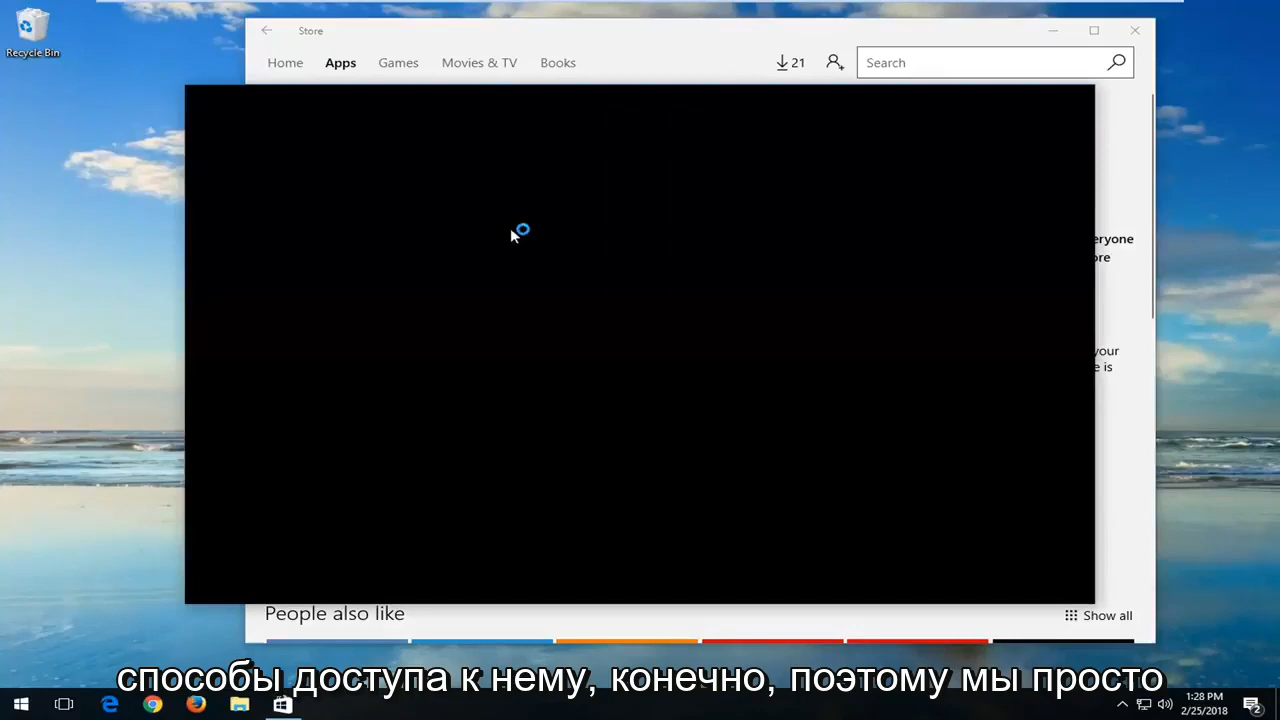 Recycle Bin
Store
Home Apps Games Movies & TV Books 21 Search
eryone
ore
your
e is
People also like Show all
способы доступа к нему, конечно, поэтому мы просто
1:28 PM
2/25/2018
2